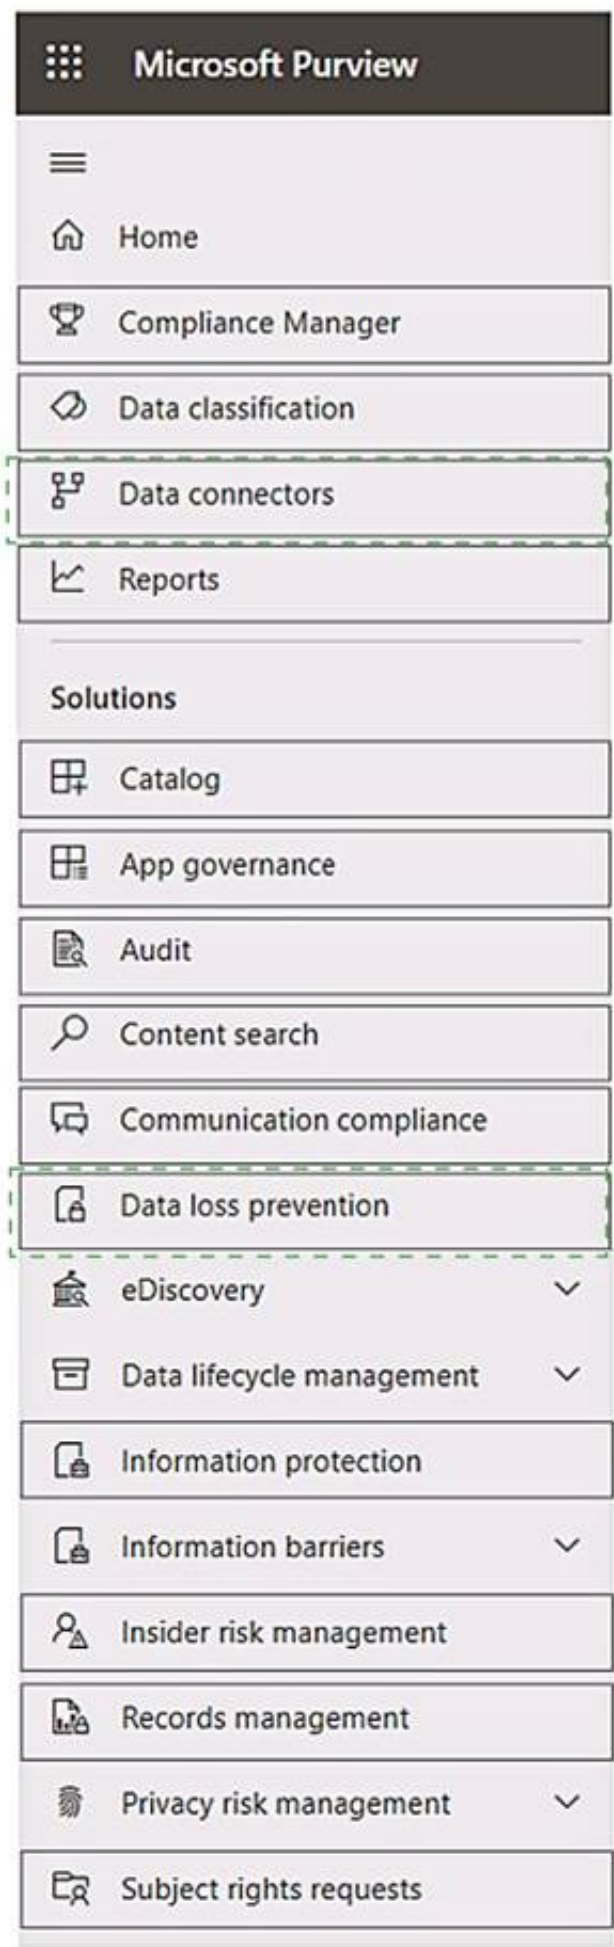 Microsoft Purview
Home
Compliance Manager
Data classification
Data connectors
Reports
Solutions
Catalog
App governance
Audit
Content search
Communication compliance
Data loss prevention
eDiscovery
Data lifecycle management
Information protection
Information barriers
Insider risk management
Records management
Privacy risk management
Subject rights requests